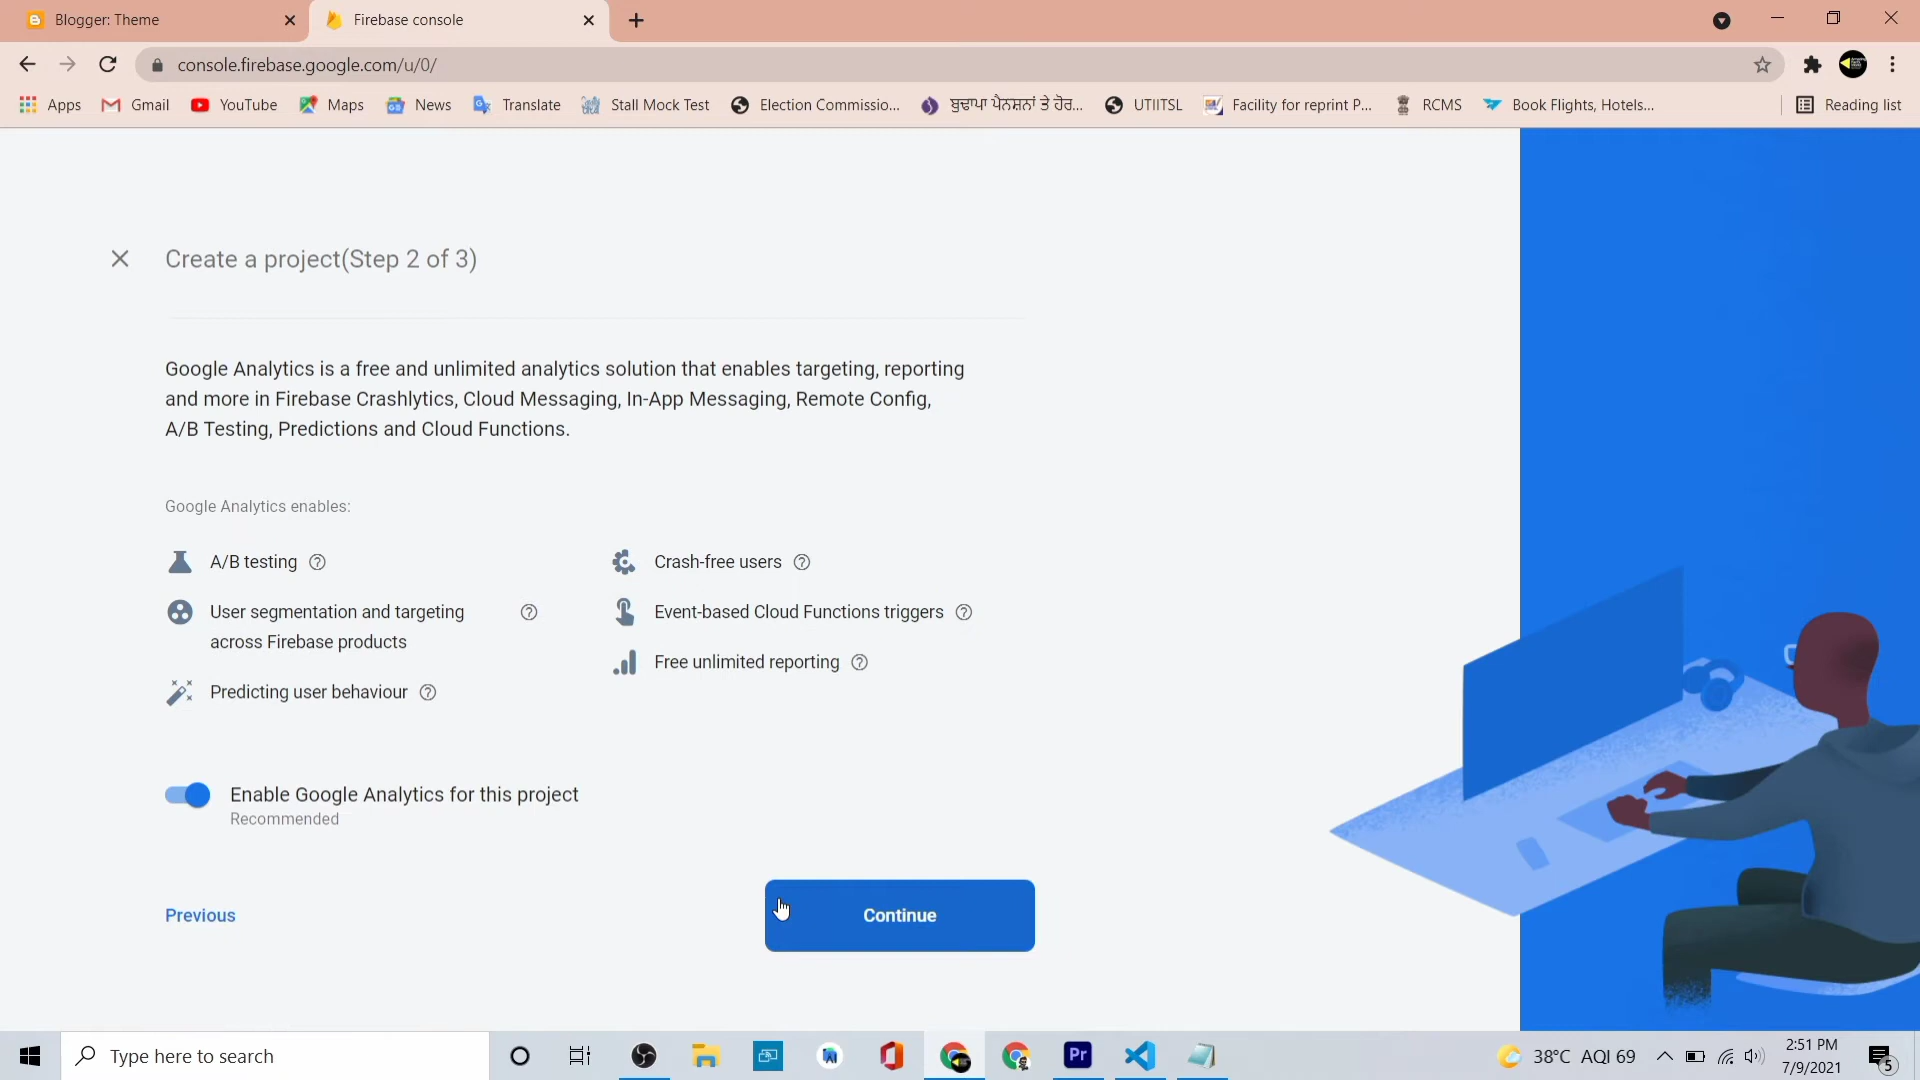 Blogger: Theme
Firebase console
console.firebase.google.com/u/0/
Apps Gmail YouTube Maps News Translate Stall Mock Test Election Commissio... ਬੁਢਾਪਾ ਪੈਨਸ਼ਨਾਂ ਤੇ ਹੋਰ... UTIITSL Facility for reprint P... RCMS Book Flights, Hotels... Reading list
Create a project(Step 2 of 3)
Google Analytics is a free and unlimited analytics solution that enables targeting, reporting
and more in Firebase Crashlytics, Cloud Messaging, In-App Messaging, Remote Config,
A/B Testing, Predictions and Cloud Functions.
Google Analytics enables:
A/B testing
User segmentation and targeting
across Firebase products
Predicting user behaviour
Crash-free users
Event-based Cloud Functions triggers
Free unlimited reporting
Enable Google Analytics for this project
Recommended
Previous
Continue
Type here to search
Pr
38°C AQI 69
2:51 PM
7/9/2021
5